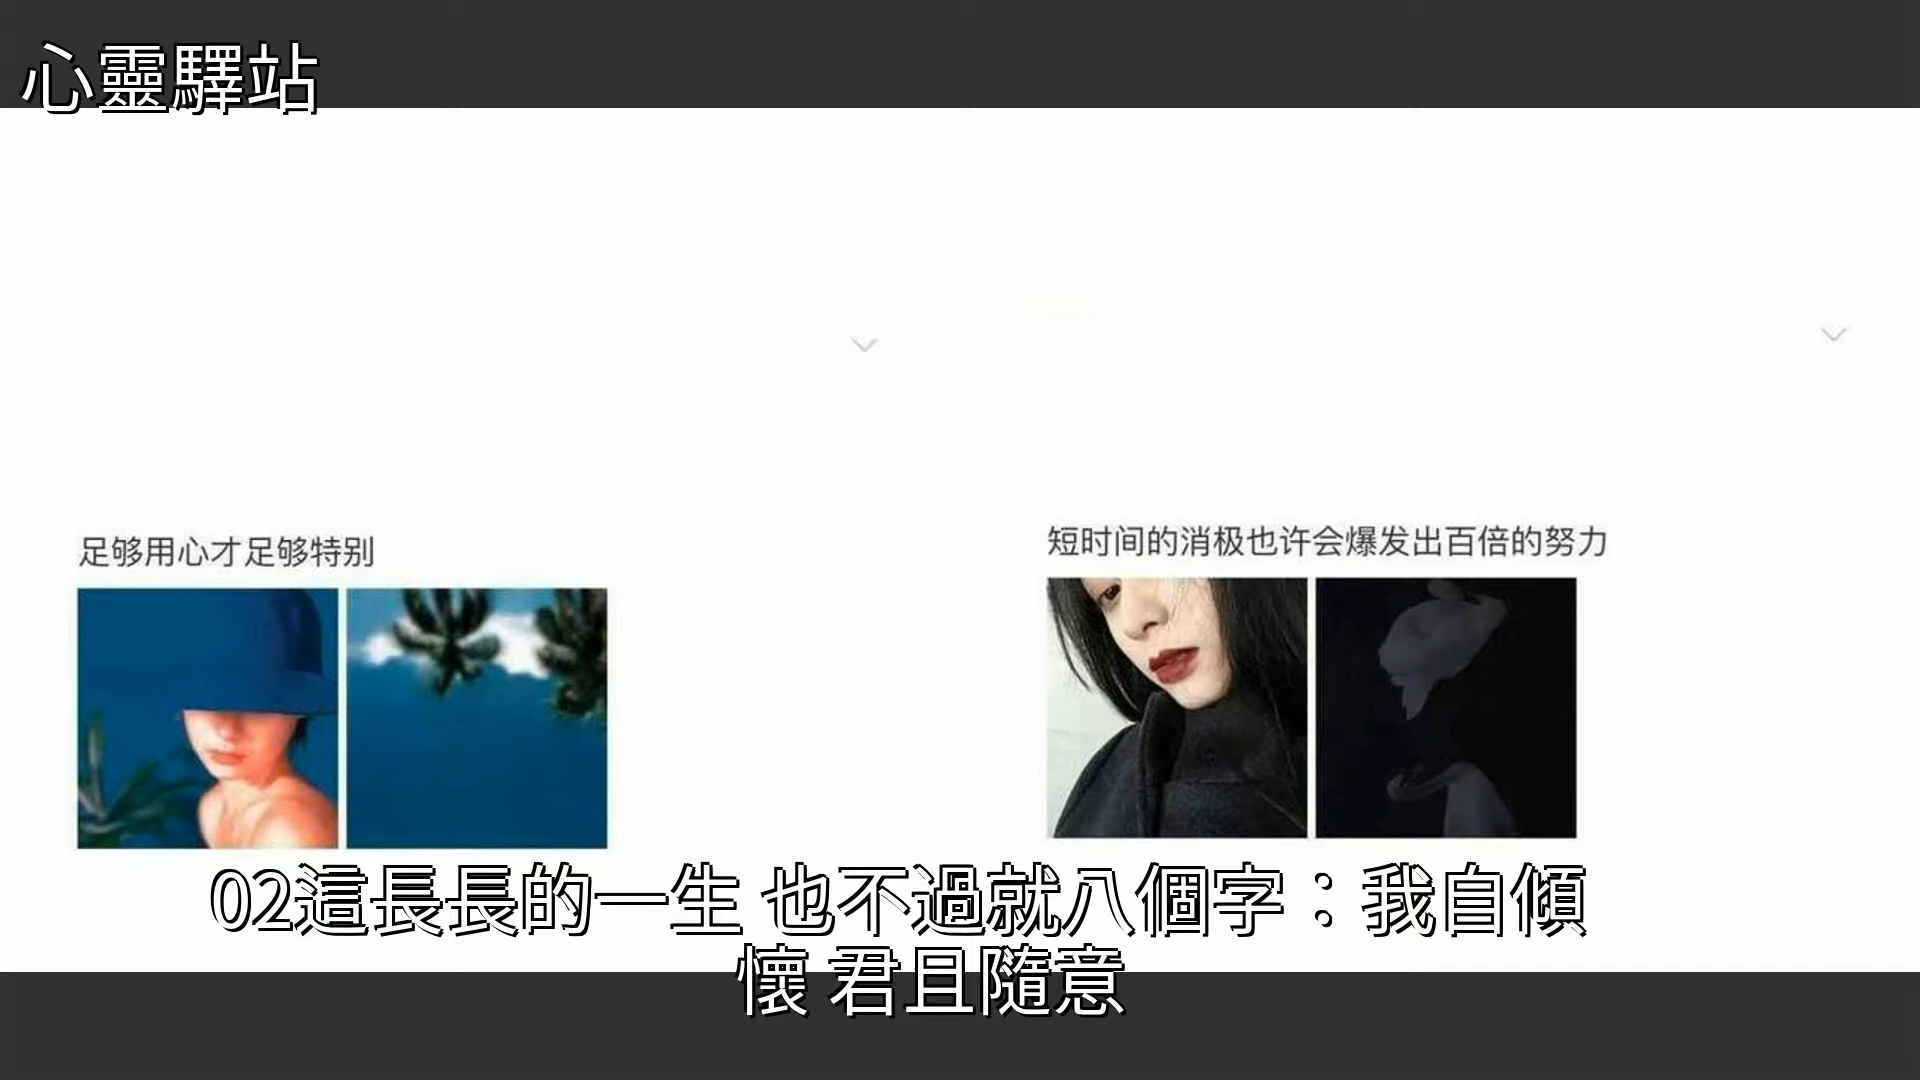 心靈驛站
足够用心才足够特别
短时间的消极也许会爆发出百倍的努力
02這長長的一生 也不過就八個字：我自傾
懷 君且隨意